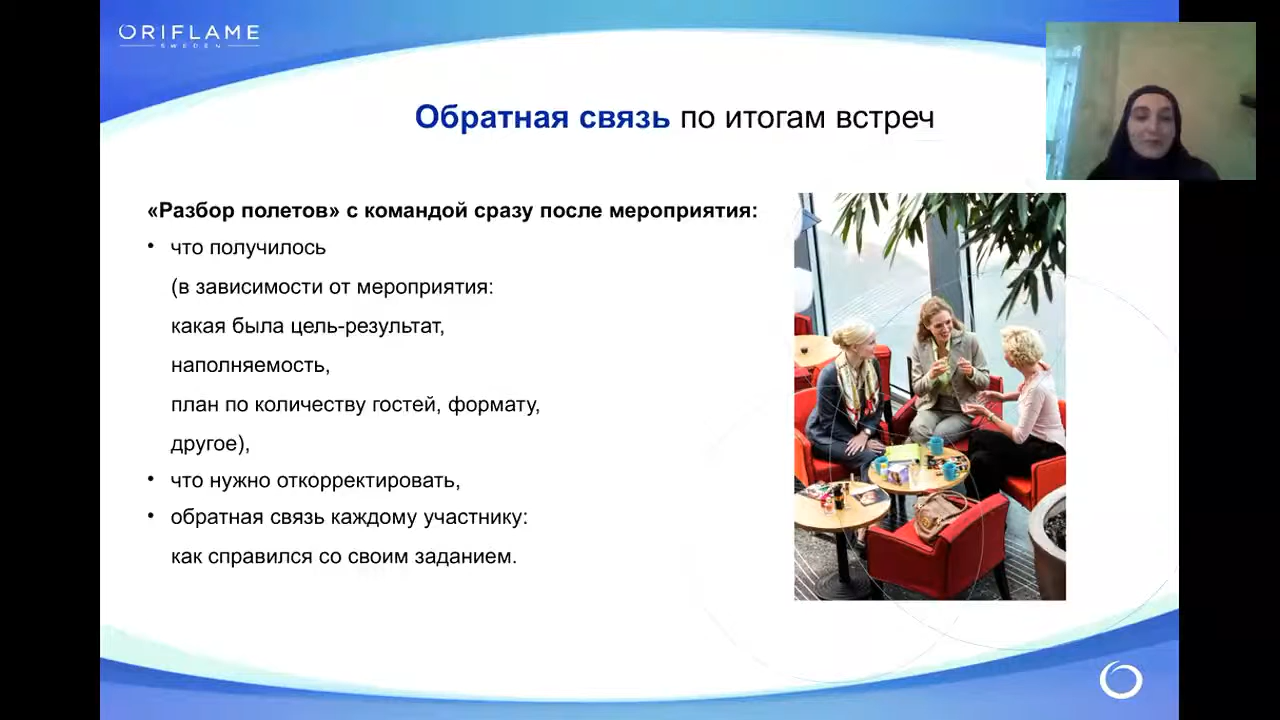 ORIFLAME
SWEDEN
Обратная связь по итогам встреч
«Разбор полетов» с командой сразу после мероприятия:
• что получилось
(в зависимости от мероприятия:
какая была цель-результат,
наполняемость,
план по количеству гостей, формату,
другое),
• что нужно откорректировать,
• обратная связь каждому участнику:
как справился со своим заданием.